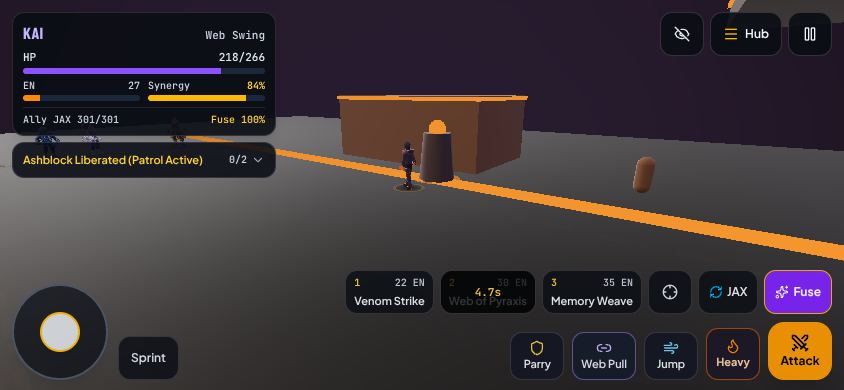 KAI Web Swing
HP 218/266
EN 27 Synergy 84%
Ally JAX 301/301 Fuse 100%
Ashblock Liberated (Patrol Active) 0/2
Hub
1 22 EN
Venom Strike
2 30 EN
4.7s
Web of Pyraxis
3 35 EN
Memory Weave
JAX
Fuse
Sprint
Parry
Web Pull
Jump
Heavy
Attack